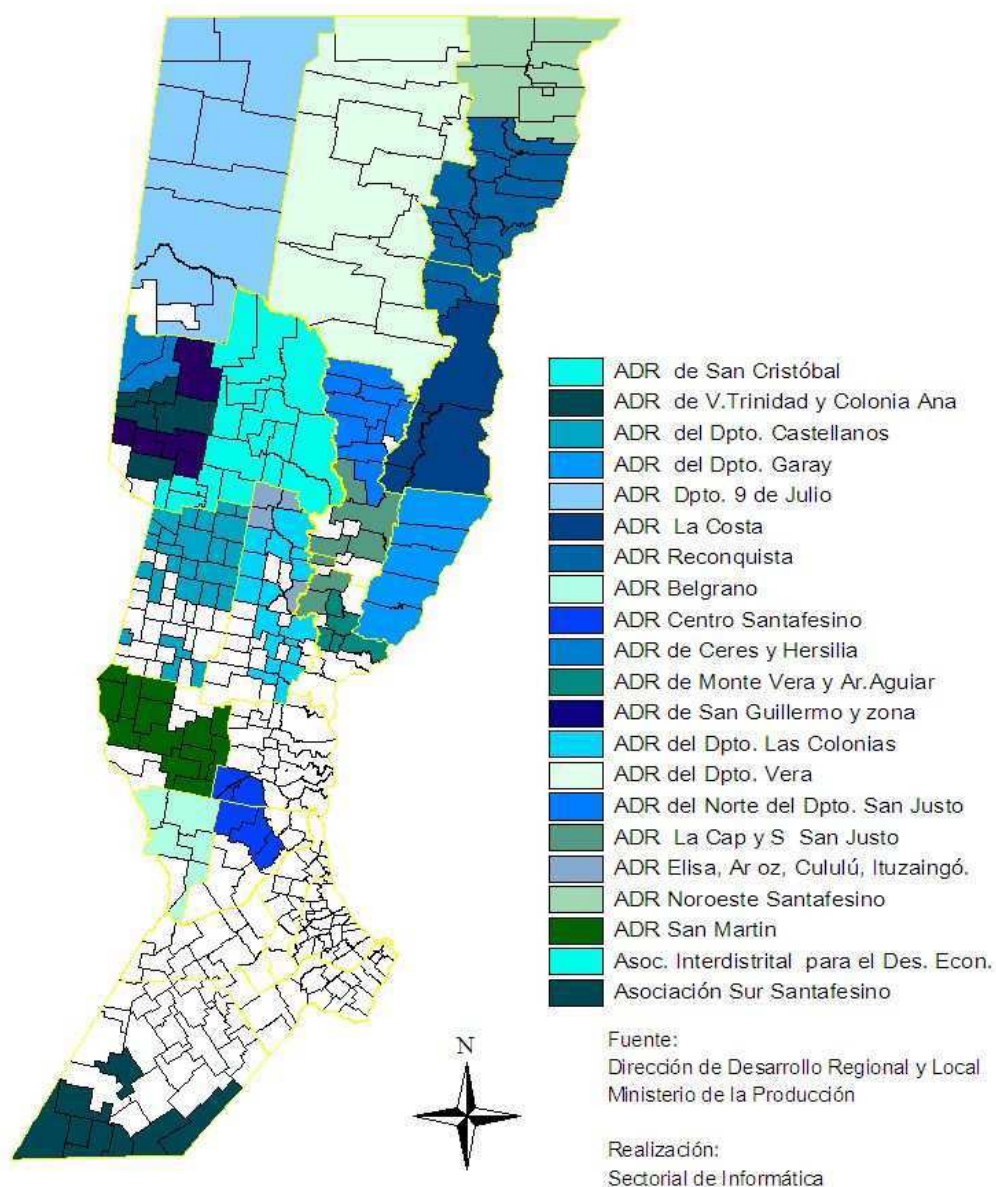 ADR de San Cristóbal
ADR de V.Trinidad y Colonia Ana
ADR del Dpto. Castellanos
ADR del Dpto. Garay
ADR Dpto. 9 de Julio
ADR La Costa
ADR Reconquista
ADR Belgrano
ADR Centro Santafesino
ADR de Ceres y Hersilia
ADR de Monte Vera y Ar.Aguiar
ADR de San Guillermo y zona
ADR del Dpto. Las Colonias
ADR del Dpto. Vera
ADR del Norte del Dpto. San Justo
ADR La Cap y S San Justo
ADR Elisa, Ar oz, Cululú, Ituzaingó.
ADR Noroeste Santafesino
ADR San Martin
Asoc. Interdistrital para el Des. Econ.
Asociación Sur Santafesino
N
Fuente:
Dirección de Desarrollo Regional y Local
Ministerio de la Producción
Realización:
Sectorial de Informática